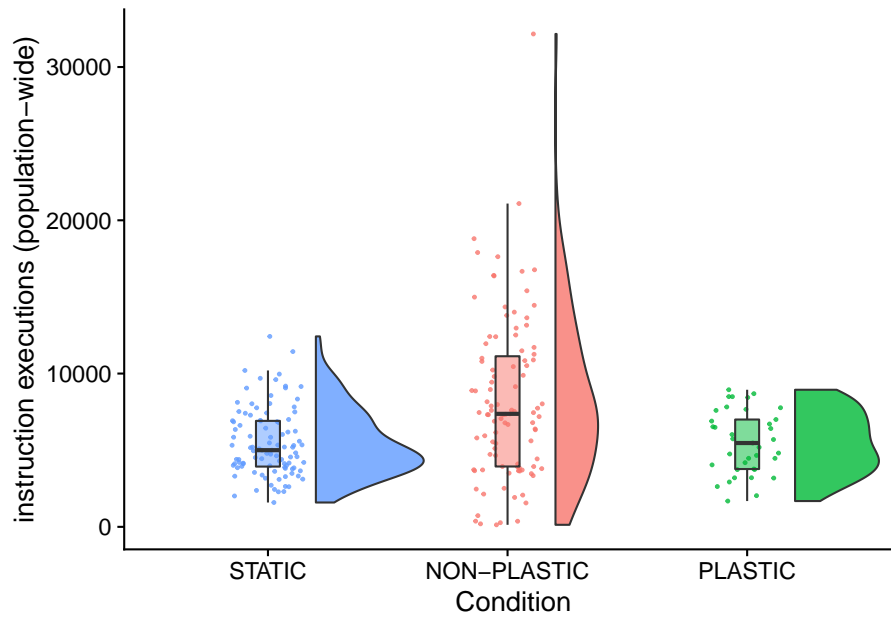 instruction executions (population−wide)
30000
20000
10000
0
STATIC
NON−PLASTIC
PLASTIC
Condition